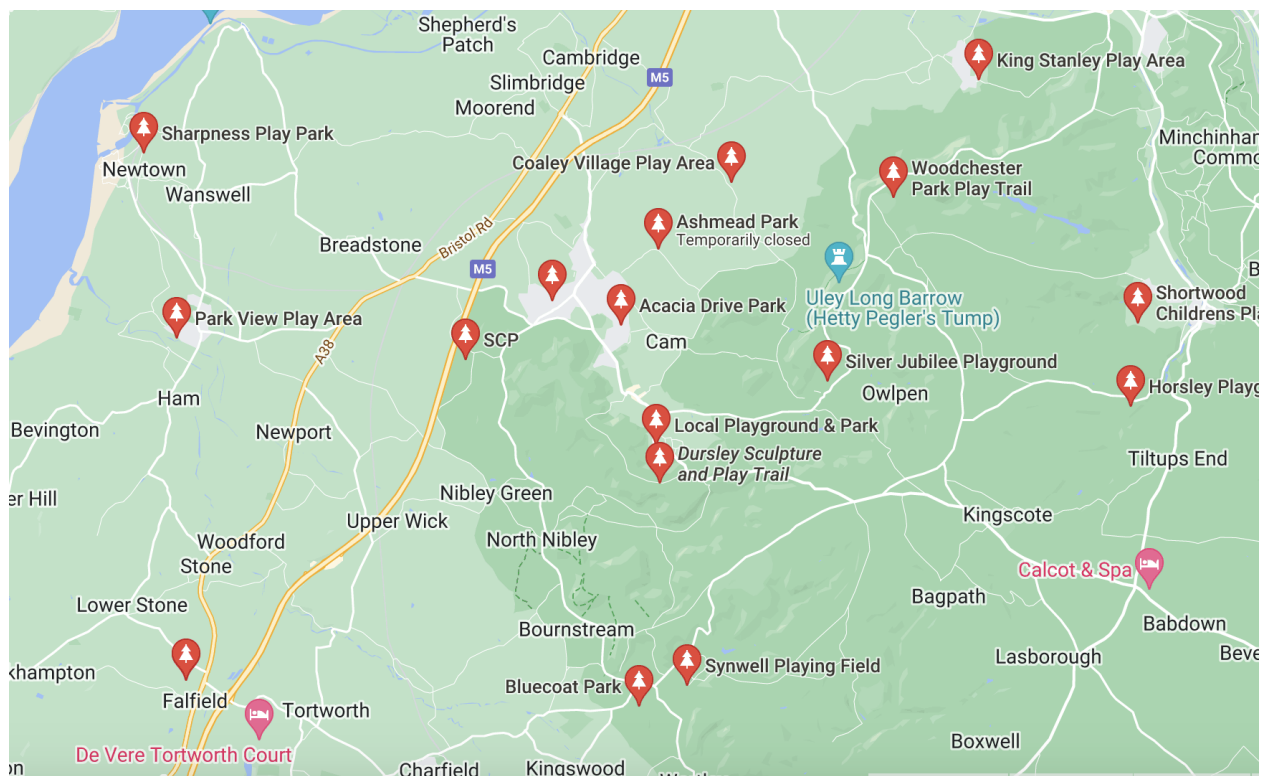 Shepherd's
Patch
Cambridge
King Stanley Play Area
M5
Slimbridge
Moorend
Sharpness Play Park
Minchinhan
Commo
Newtown
Coaley Village Play Area
Woodchester
Park Play Trail
Wanswell
Ashmead Park
Temporarily closed
Breadstone
Bristol Rd
M5
B
Uley Long Barrow
(Hetty Pegler's Tump)
Shortwood
Childrens Pla
Acacia Drive Park
Park View Play Area
SCP
Cam
A38
Silver Jubilee Playground
Owlpen
Horsley Playg
Ham
Local Playground & Park
Bevington
Newport
Dursley Sculpture
and Play Trail
Tiltups End
er Hill
Nibley Green
Kingscote
Upper Wick
North Nibley
Woodford
Stone
Calcot & Spa
Bagpath
Lower Stone
Babdown
Bournstream
Lasborough
Beve
khampton
Synwell Playing Field
Bluecoat Park
Falfield
Tortworth
De Vere Tortworth Court
Boxwell
on
Charfield
Kingswood